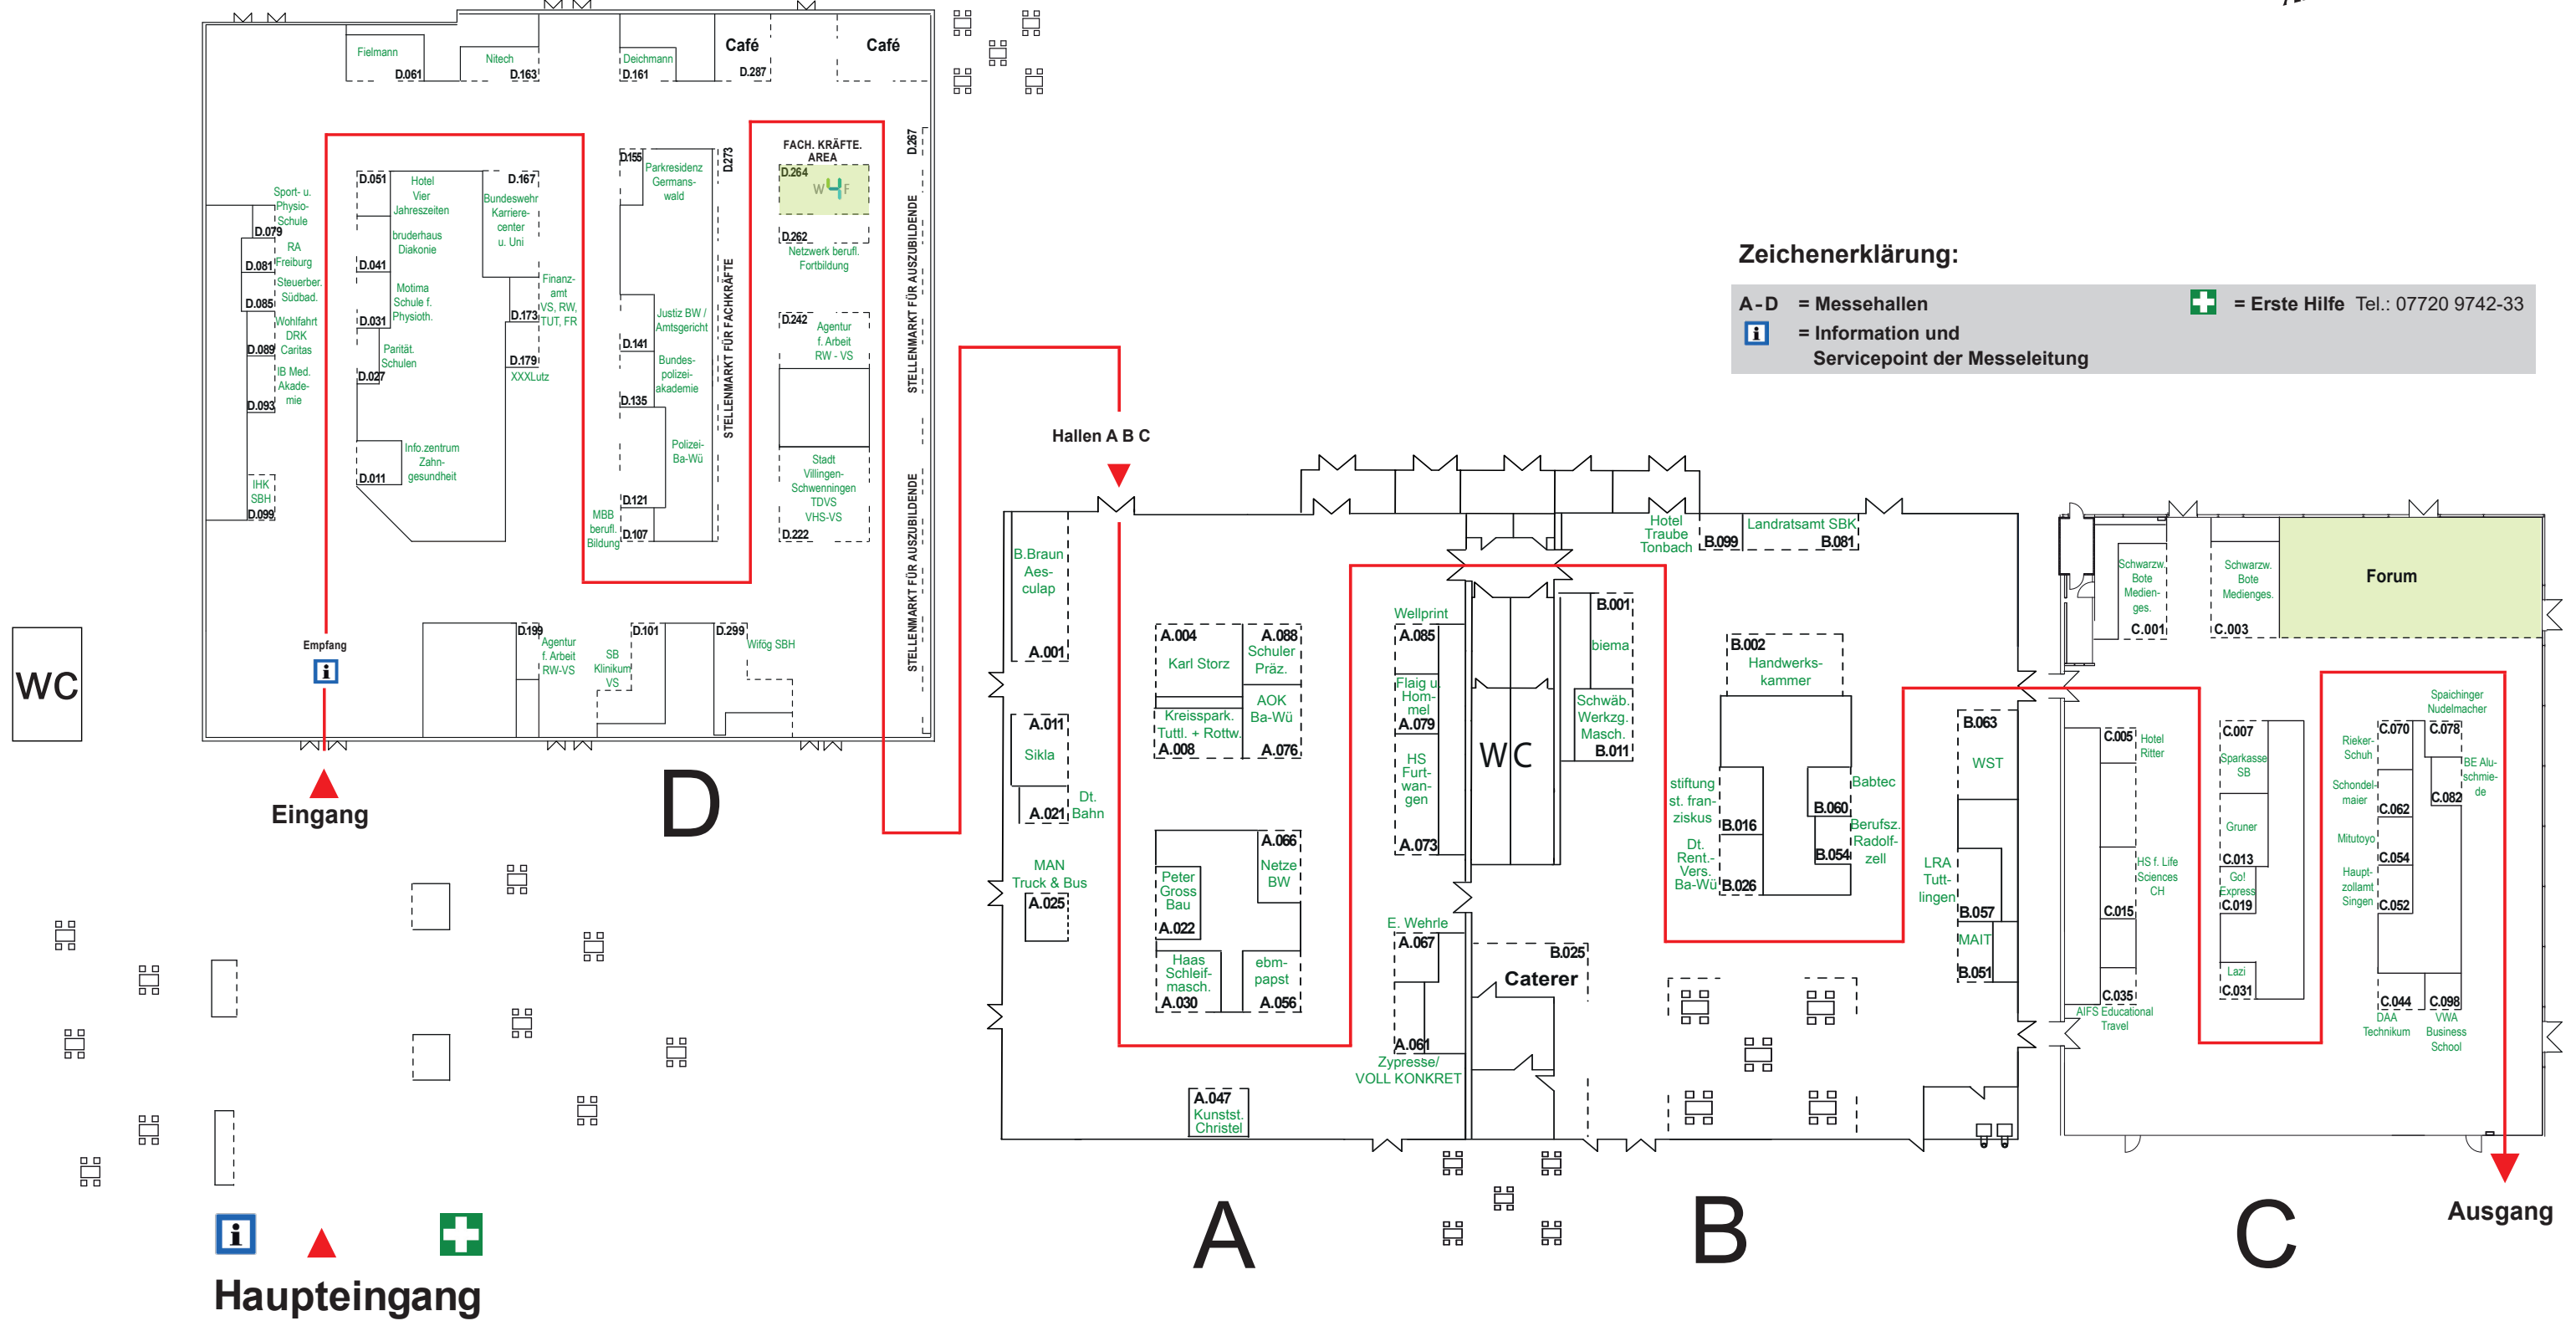 Fielmann
D.061
Nitech
D.163
Deichmann
D.161
Café
D.287
Café
Sport- u.
Physio-
Schule
D.079
RA
Freiburg
D.081
Steuerber.
Südbad.
D.085
Wohlfahrt
DRK
Caritas
D.089
IB Med.
Akade-
mie
D.093
IHK
SBH
D.099
D.051
Hotel
Vier
Jahreszeiten
bruderhaus
Diakonie
D.041
Motima
Schule f.
Physioth.
D.031
Parität.
Schulen
D.027
Info.zentrum
Zahn-
gesundheit
D.011
D.167
Bundeswehr
Karriere-
center
u. Uni
Finanz-
amt
VS, RW,
TUT, FR
D.173
D.179
XXXLutz
D.155
Parkresidenz
Germans-
wald
Justiz BW /
Amtsgericht
D.141
Bundes-
polizei-
akademie
D.135
Polizei-
Ba-Wü
D.121
MBB
berufl.
Bildung
D.107
D.273
STELLENMARKT FÜR FACHKRÄFTE
FACH. KRÄFTE.
AREA
D.264
W4F
D.262
Netzwerk berufl.
Fortbildung
D.242
Agentur
f. Arbeit
RW - VS
Stadt
Villingen-
Schwenningen
TDVS
VHS-VS
D.222
D.267
STELLENMARKT FÜR AUSZUBILDENDE
STELLENMARKT FÜR AUSZUBILDENDE
Empfang
i
D.199
Agentur
f. Arbeit
RW-VS
D.101
SB
Klinikum
VS
D.299
Wifög SBH
WC
Eingang
D
i
Haupteingang
Zeichenerklärung:
A - D = Messehallen
= Erste Hilfe Tel.: 07720 9742-33
i = Information und
Servicepoint der Messeleitung
Hallen A B C
B.Braun
Aes-
culap
A.001
A.011
Sikla
A.021
Dt.
Bahn
MAN
Truck & Bus
A.025
A.004
Karl Storz
A.088
Schuler
Präz.
Kreisspark.
Tuttl. + Rottw.
A.008
AOK
Ba-Wü
A.076
A.066
Netze
BW
Peter
Gross
Bau
A.022
Haas
Schleif-
masch.
A.030
ebm-
papst
A.056
A.047
Kunstst.
Christel
Wellprint
A.085
Flaig u.
Hom-
mel
A.079
HS
Furt-
wan-
gen
A.073
E. Wehrle
A.067
A.061
Zypresse/
VOLL KONKRET
A
WC
B.001
biema
Schwäb.
Werkzg.
Masch.
B.011
B.025
Caterer
Hotel
Traube
Tonbach
B.099
Landratsamt SBK
B.081
B.002
Handwerks-
kammer
stiftung
st. fran-
ziskus
B.016
Dt.
Rent.-
Vers.
Ba-Wü
B.026
Babtec
B.060
Berufsz.
Radolf-
zell
B.054
B.063
WST
LRA
Tutt-
lingen
B.057
MAIT
B.051
B
Schwarzw.
Bote
Medien-
ges.
C.001
Schwarzw.
Bote
Medienges.
C.003
Forum
C.005
Hotel
Ritter
HS f. Life
Sciences
CH
C.015
C.035
AIFS Educational
Travel
C.007
Sparkasse
SB
Gruner
C.013
Go!
Express
C.019
Lazi
C.031
Spaichinger
Nudelmacher
C.070
C.078
Rieker-
Schuh
BE Alu-
schmie-
de
C.082
Schondel-
maier
C.062
Mitutoyo
C.054
Haupt-
zollamt
Singen
C.052
C.044
C.098
DAA
Technikum
VWA
Business
School
C
Ausgang